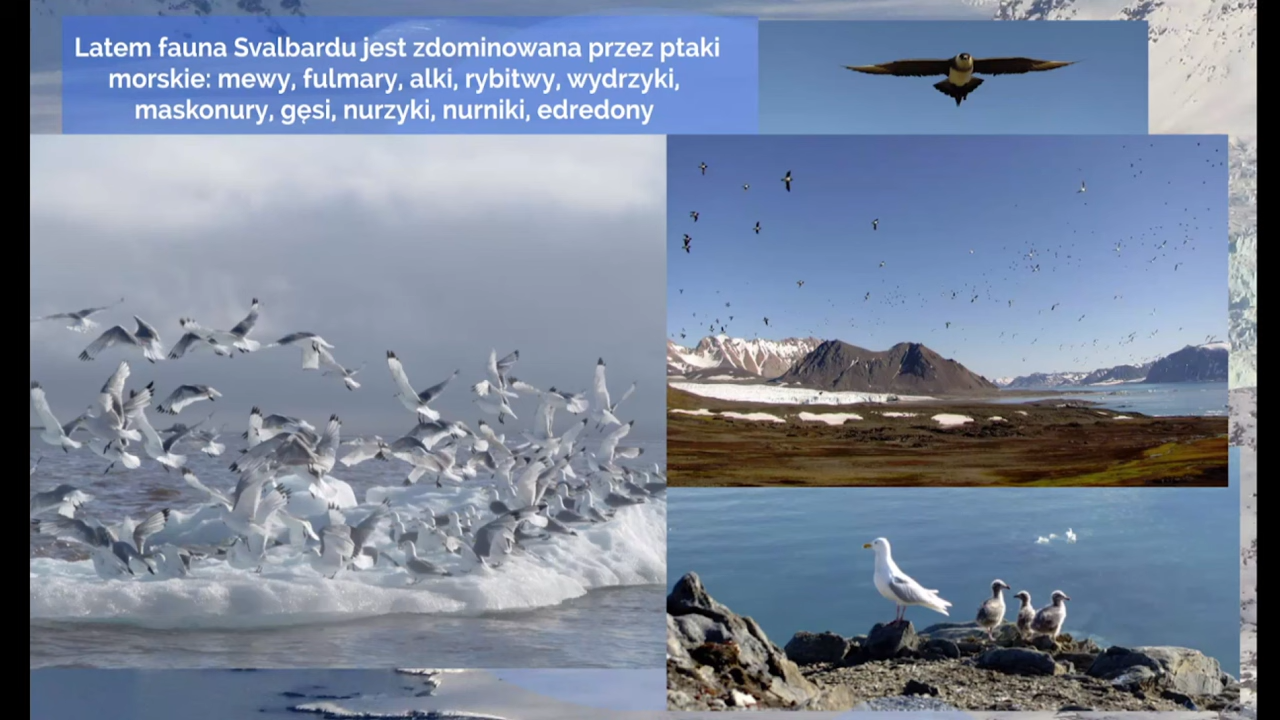 Latem fauna Svalbardu jest zdominowana przez ptaki
morskie: mewy, fulmary, alki, rybitwy, wydrzyki,
maskonury, gęsi, nurzyki, nurniki, edredony